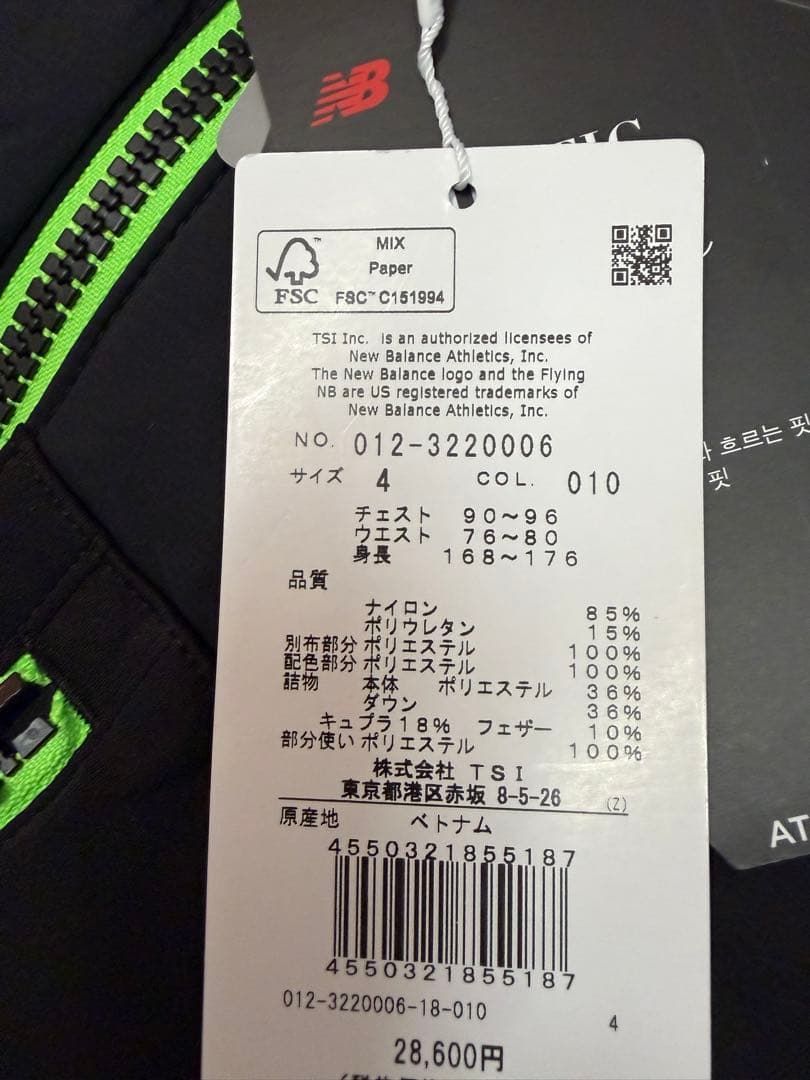 NB
MIX
Paper
FSC™ C151994
FSC
TSI Inc. is an authorized licensees of
New Balance Athletics, Inc.
The New Balance logo and the Flying
NB are US registered trademarks of
New Balance Athletics, Inc.
NO. 012-3220006
サイズ 4 COL. 010
チェスト 90～96
ウエスト 76～80
身長 168～176
品質
ナイロン 85%
ポリウレタン 15%
別布部分 ポリエステル 100%
配色部分 ポリエステル 100%
詰物 本体 ポリエステル 36%
ダウン 36%
キュプラ18% フェザー 10%
部分使い ポリエステル 100%
株式会社 TSI
東京都港区赤坂 8-5-26 (Z)
原産地 ベトナム
4550321855187
4550321855187
012-3220006-18-010
4
28,600円
흐르는 핏
핏
AT